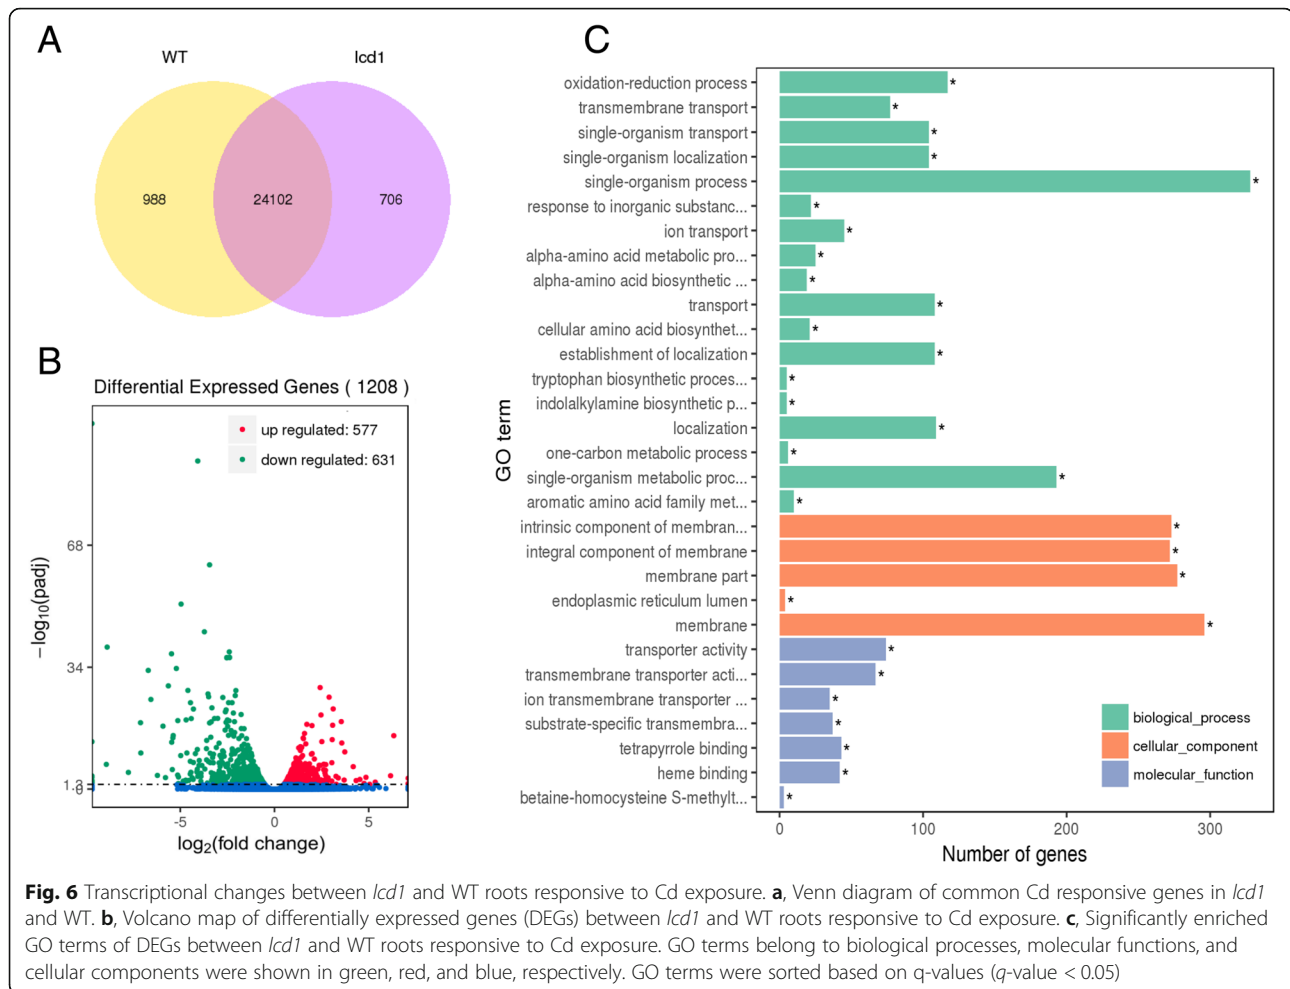 A
WT
lcd1
988
24102
706
B
Differential Expressed Genes ( 1208 )
up regulated: 577
down regulated: 631
68
34
1.8
-5
0
5
−log10(padj)
log2(fold change)
C
oxidation-reduction process
*
transmembrane transport
*
single-organism transport
*
single-organism localization
*
single-organism process
*
response to inorganic substanc...
*
ion transport
*
alpha-amino acid metabolic pro...
*
alpha-amino acid biosynthetic ...
*
transport
*
cellular amino acid biosynthet...
*
establishment of localization
*
tryptophan biosynthetic proces...
*
indolalkylamine biosynthetic p...
*
localization
*
one-carbon metabolic process
*
single-organism metabolic proc...
*
aromatic amino acid family met...
*
intrinsic component of membran...
*
integral component of membrane
*
membrane part
*
endoplasmic reticulum lumen
*
membrane
*
transporter activity
*
transmembrane transporter acti...
*
ion transmembrane transporter ...
*
substrate-specific transmembra...
*
tetrapyrrole binding
*
heme binding
*
betaine-homocysteine S-methylt...
*
GO term
biological_process
cellular_component
molecular_function
0
100
200
300
Number of genes
Fig. 6 Transcriptional changes between lcd1 and WT roots responsive to Cd exposure. a, Venn diagram of common Cd responsive genes in lcd1
and WT. b, Volcano map of differentially expressed genes (DEGs) between lcd1 and WT roots responsive to Cd exposure. c, Significantly enriched
GO terms of DEGs between lcd1 and WT roots responsive to Cd exposure. GO terms belong to biological processes, molecular functions, and
cellular components were shown in green, red, and blue, respectively. GO terms were sorted based on q-values (q-value < 0.05)